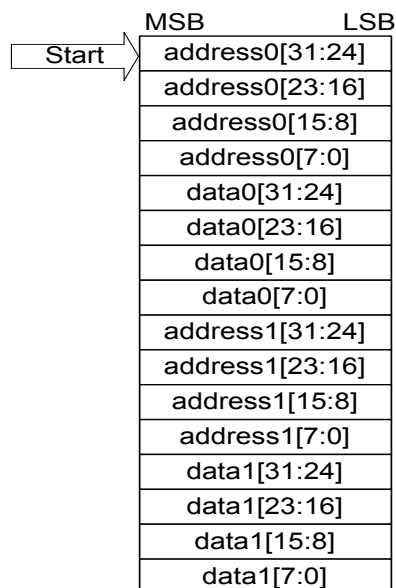 MSB LSB
Start address0[31:24]
address0[23:16]
address0[15:8]
address0[7:0]
data0[31:24]
data0[23:16]
data0[15:8]
data0[7:0]
address1[31:24]
address1[23:16]
address1[15:8]
address1[7:0]
data1[31:24]
data1[23:16]
data1[15:8]
data1[7:0]